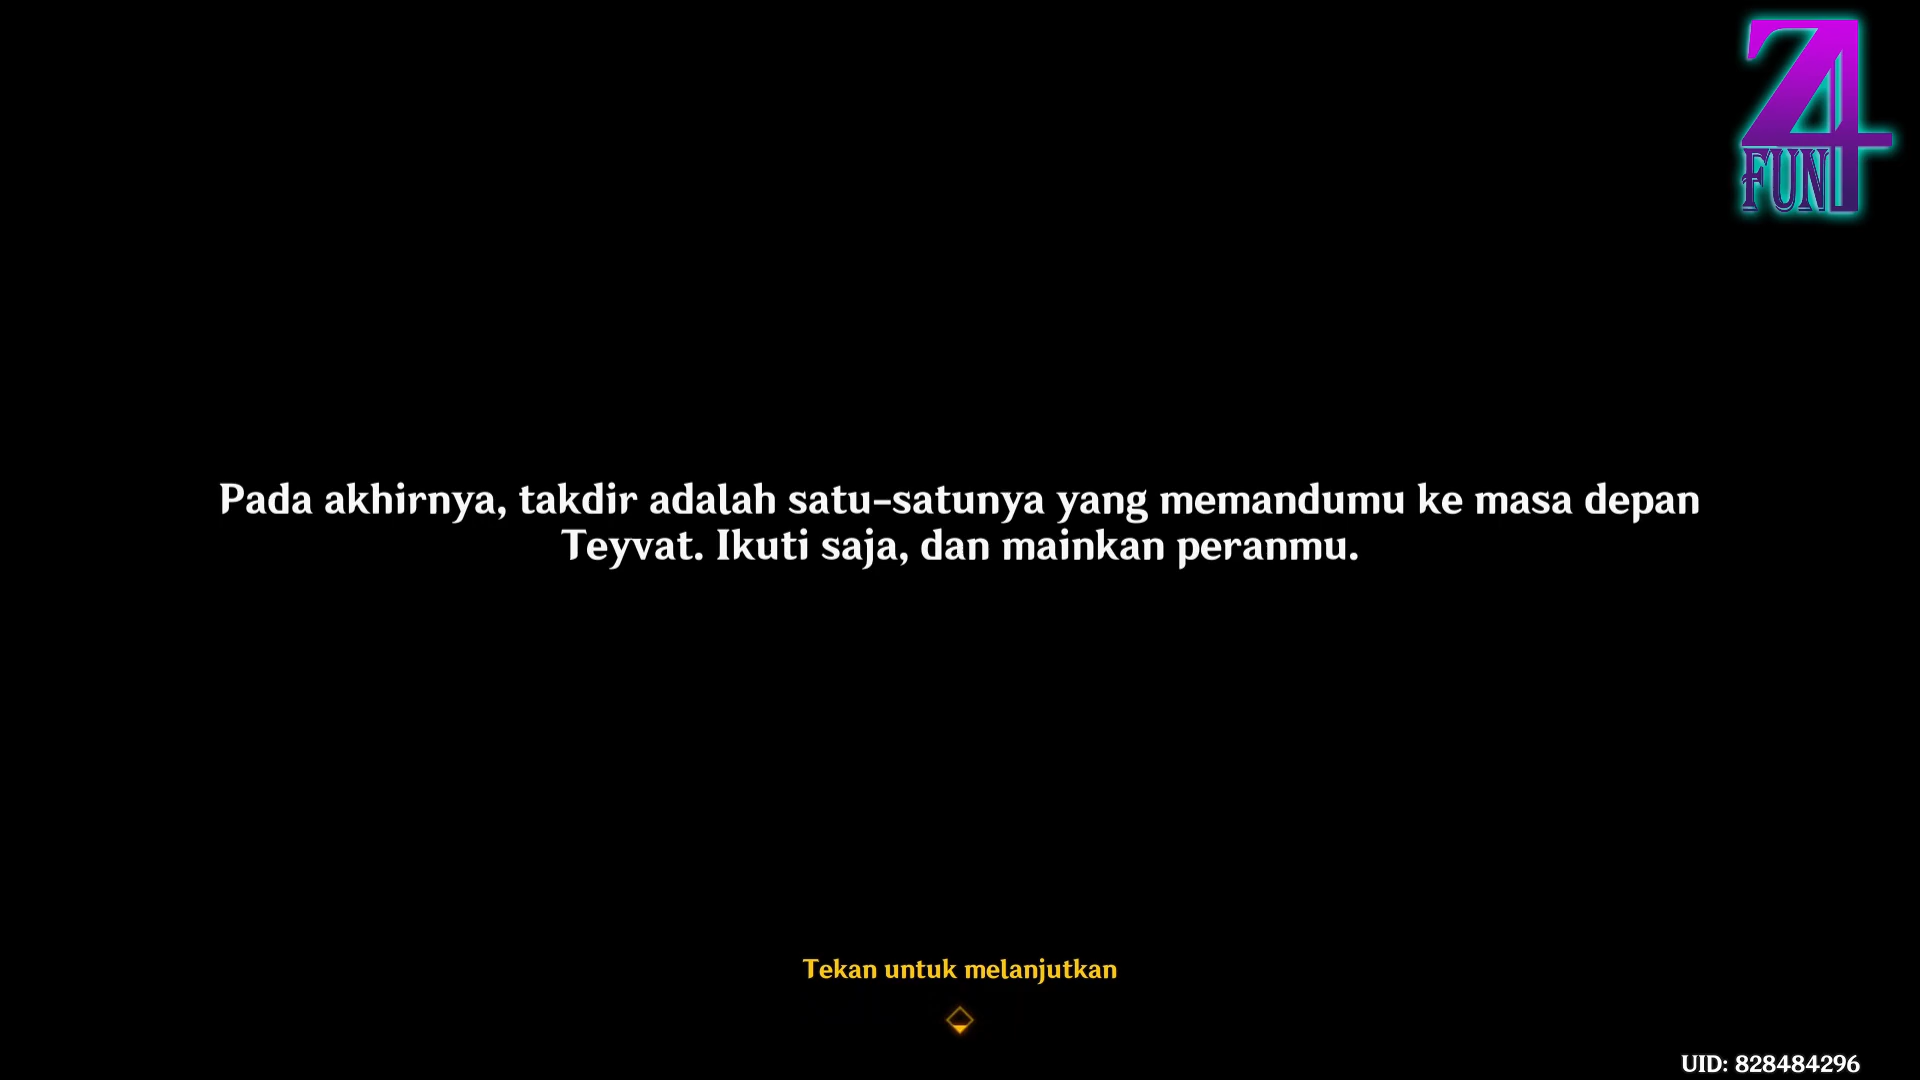 Z4
FUN
Pada akhirnya, takdir adalah satu-satunya yang memandumu ke masa depan
Teyvat. Ikuti saja, dan mainkan peranmu.
Tekan untuk melanjutkan
UID: 828484296